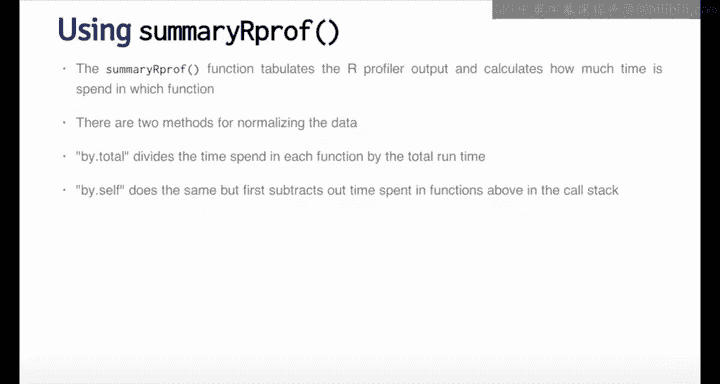 Using summaryRprof()
· The summaryRprof() function tabulates the R profiler output and calculates how much time is
spend in which function
· There are two methods for normalizing the data
· "by.total" divides the time spend in each function by the total run time
· "by.self" does the same but first subtracts out time spent in functions above in the call stack